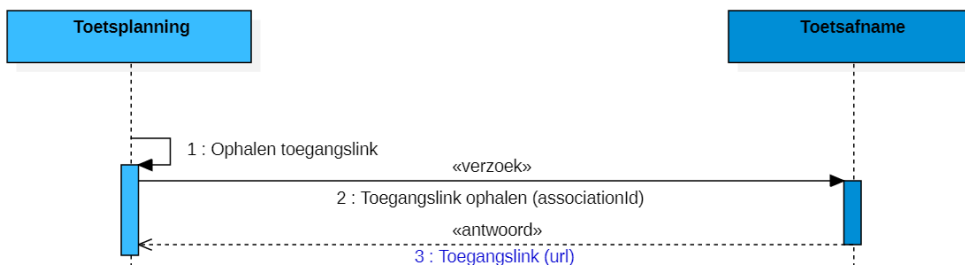 Toetsplanning
Toetsafname
1 : Ophalen toegangslink
«verzoek»
2 : Toegangslink ophalen (associationId)
«antwoord»
3 : Toegangslink (url)